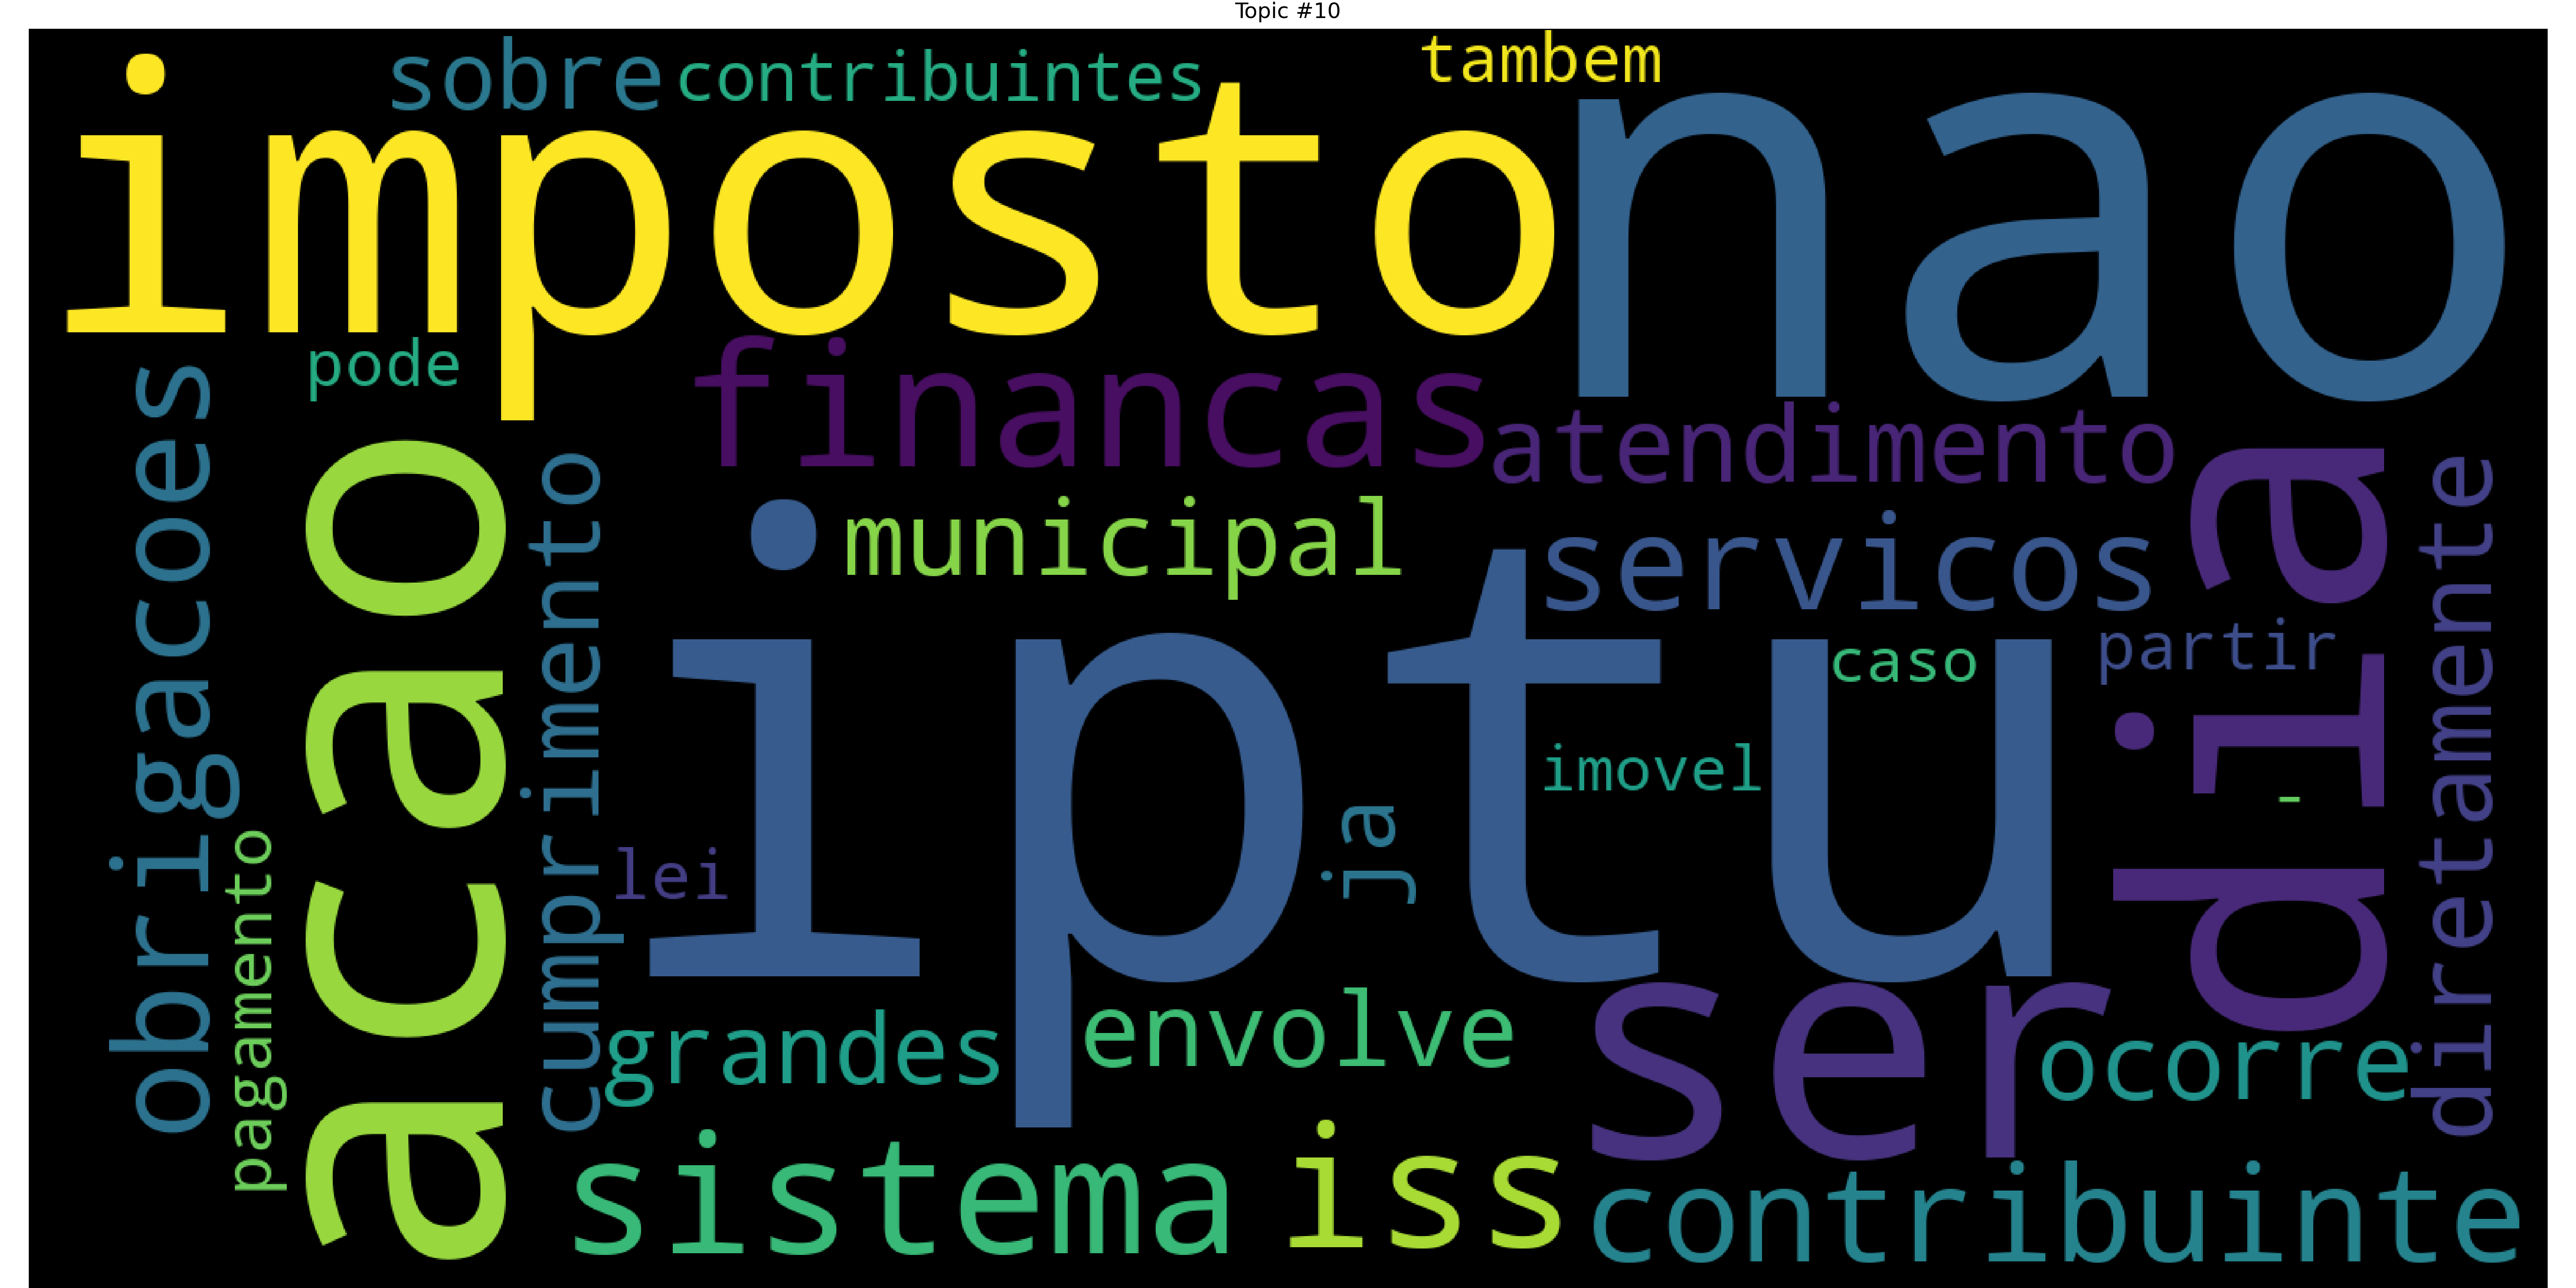 Topic #10
sobre
contribuintes
tambem
imposto
nao
pode
financas
atendimento
obrigacoes
acao
cumprimento
municipal
servicos
dia
diretamente
iptu
caso
partir
imovel
-
ja
lei
pagamento
grandes
envolve
ser
ocorre
sistema
iss
contribuinte